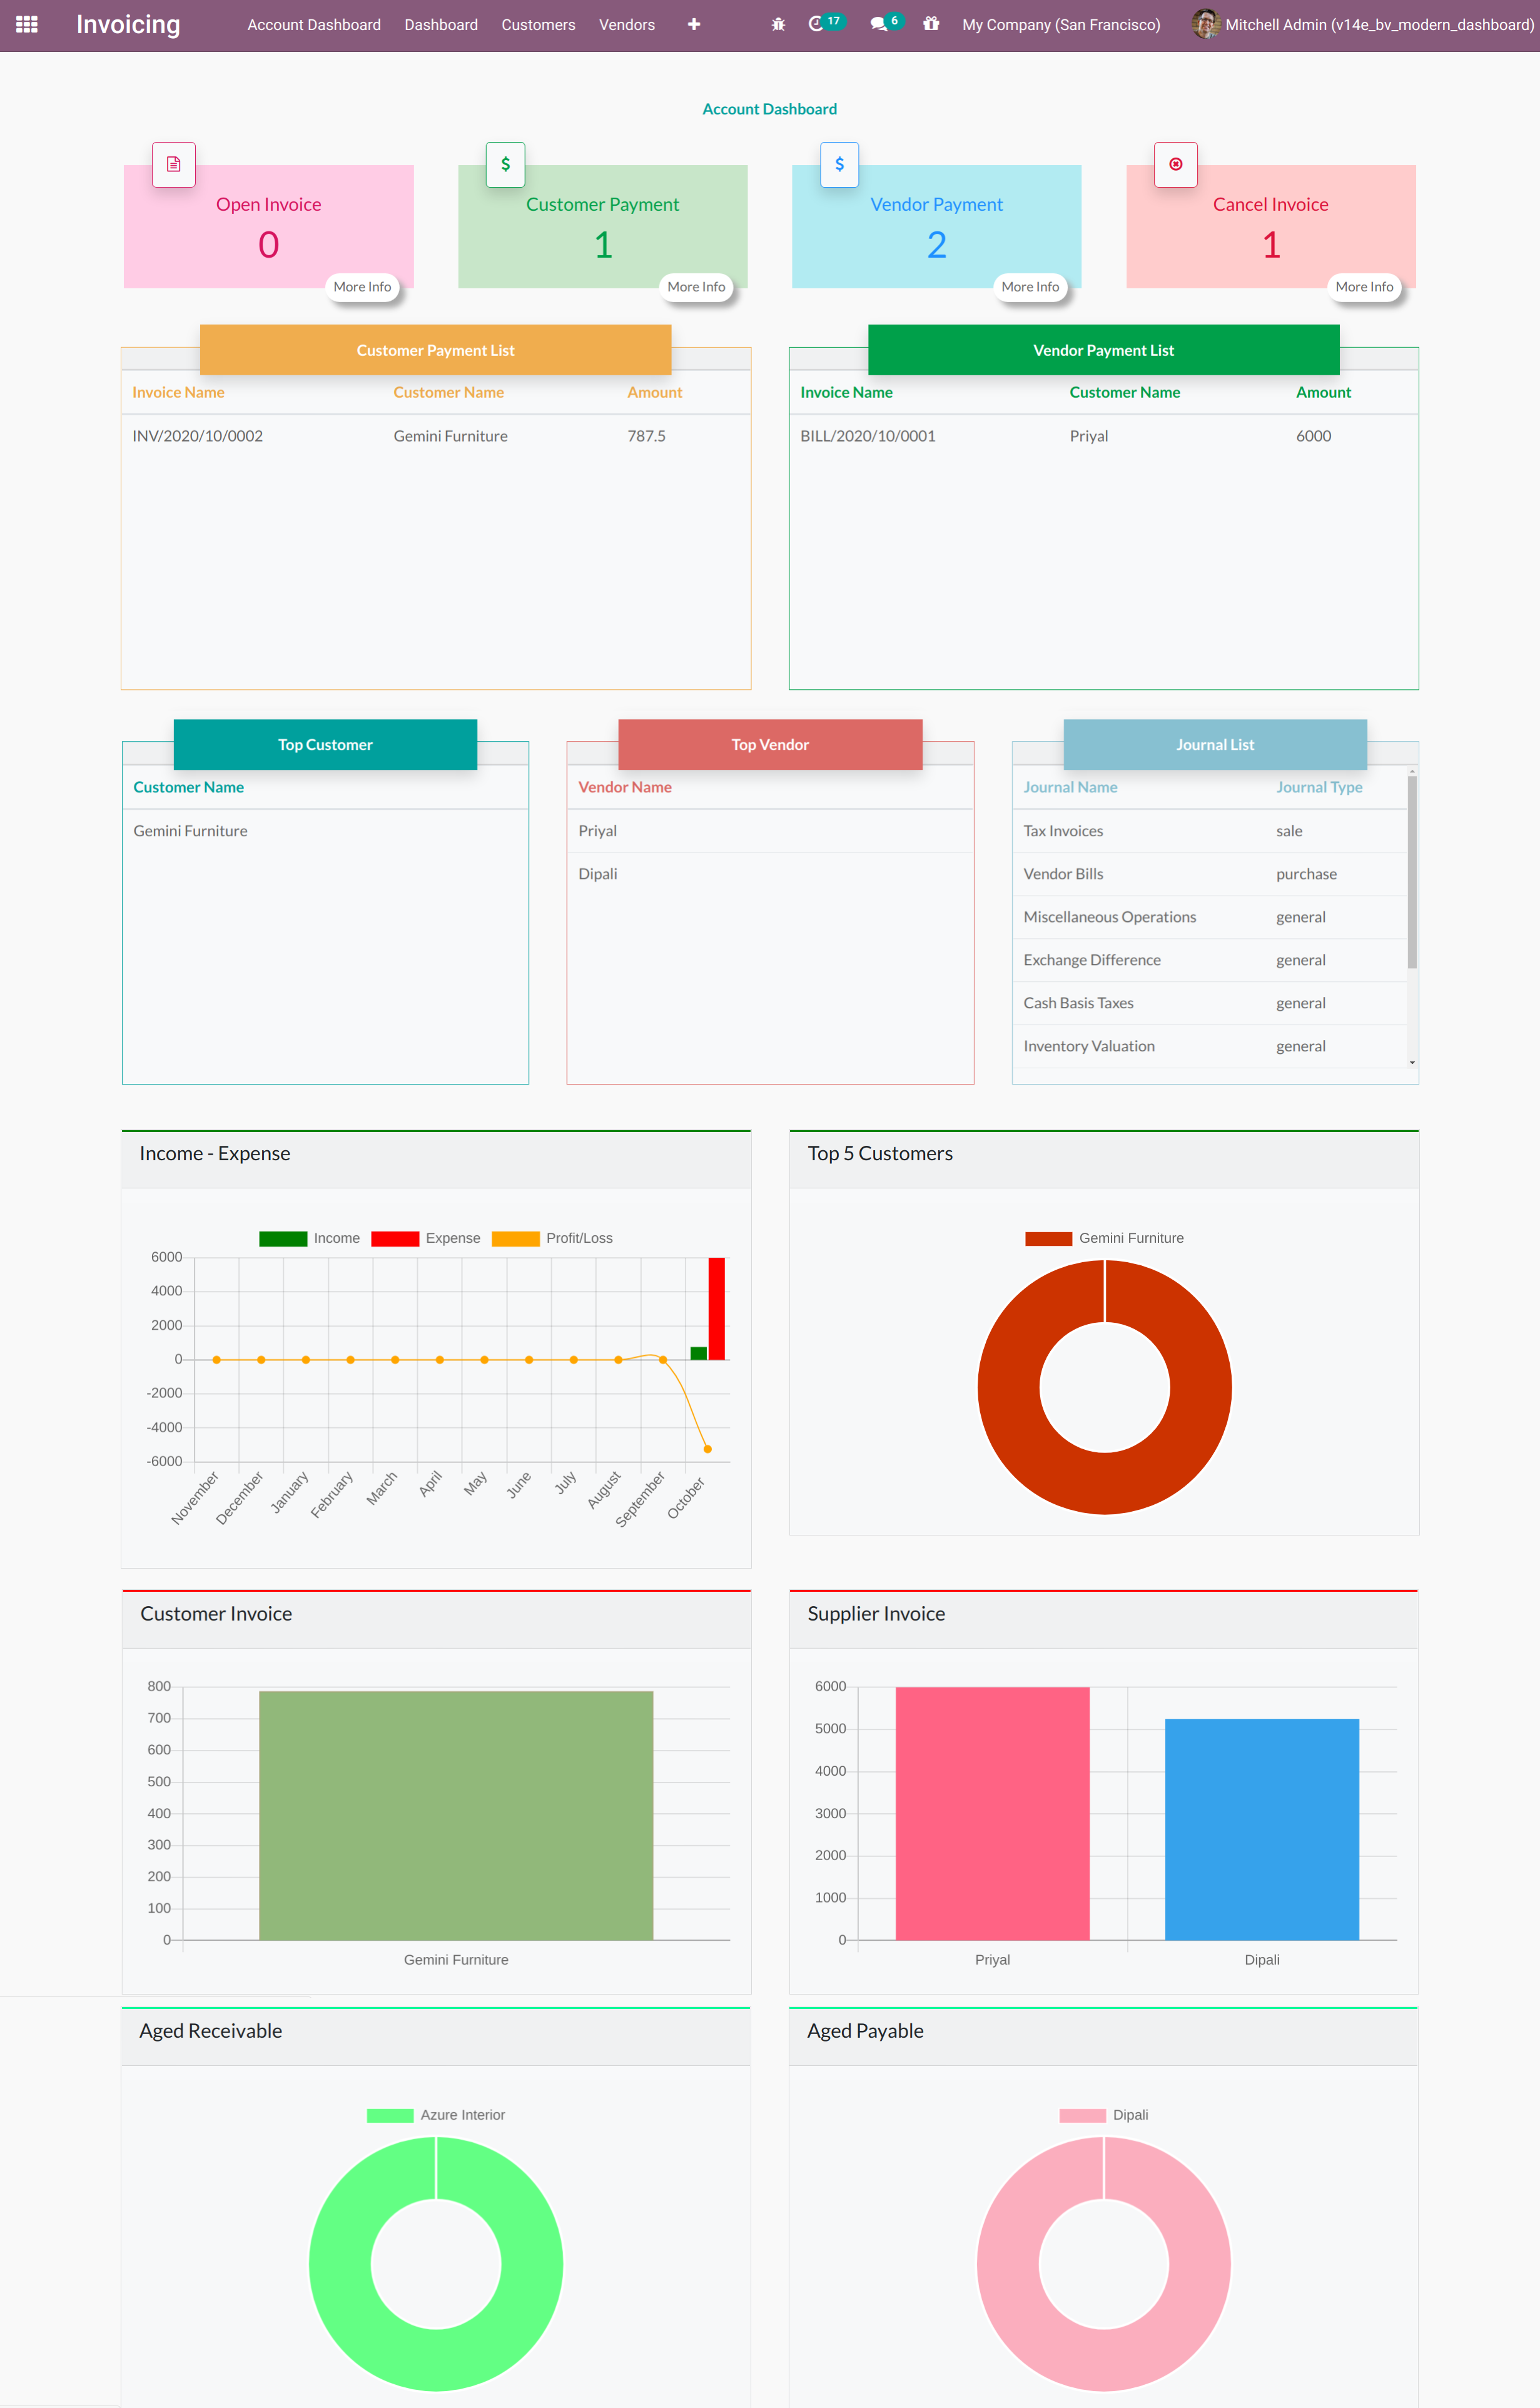 Invoicing Account Dashboard Dashboard Customers Vendors 17 6 My Company (San Francisco) Mitchell Admin (v14e_bv_modern_dashboard)
Account Dashboard
Open Invoice
0
More Info
Customer Payment
1
More Info
Vendor Payment
2
More Info
Cancel Invoice
1
More Info
Customer Payment List
Invoice Name Customer Name Amount
INV/2020/10/0002 Gemini Furniture 787.5
Vendor Payment List
Invoice Name Customer Name Amount
BILL/2020/10/0001 Priyal 6000
Top Customer
Customer Name
Gemini Furniture
Top Vendor
Vendor Name
Priyal
Dipali
Journal List
Journal Name Journal Type
Tax Invoices sale
Vendor Bills purchase
Miscellaneous Operations general
Exchange Difference general
Cash Basis Taxes general
Inventory Valuation general
Income - Expense
Income Expense Profit/Loss
6000
4000
2000
0
-2000
-4000
-6000
November December January February March April May June July August September October
Top 5 Customers
Gemini Furniture
Customer Invoice
800
700
600
500
400
300
200
100
0
Gemini Furniture
Supplier Invoice
6000
5000
4000
3000
2000
1000
0
Priyal Dipali
Aged Receivable
Azure Interior
Aged Payable
Dipali